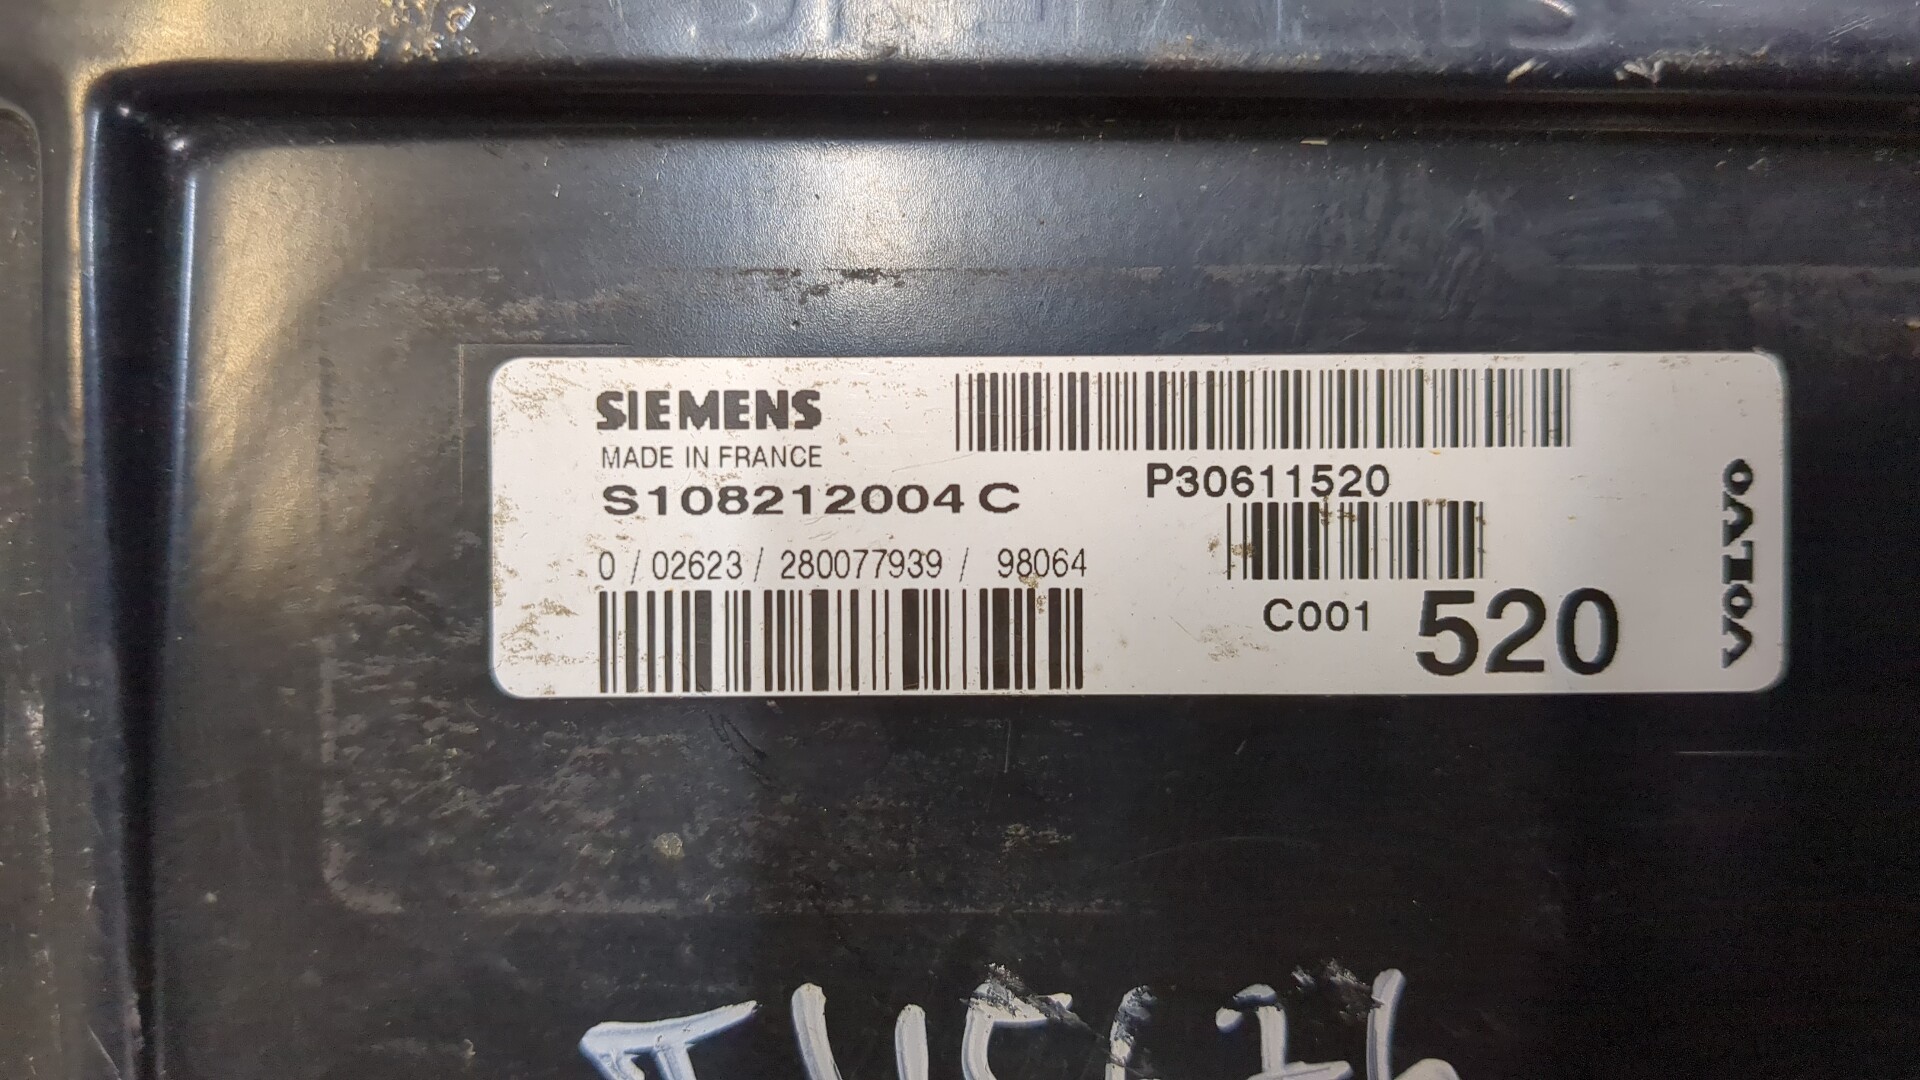 SIEMENS
MADE IN FRANCE
S108212004 C
0 / 02623 / 280077939 / 98064
P30611520
C001 520
VOLVO